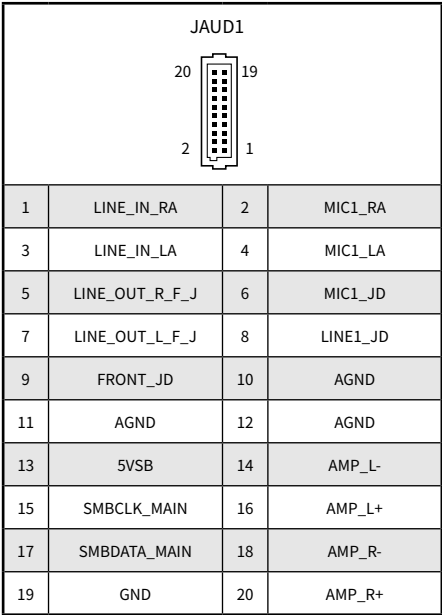 JAUD1
20 19
2 1
1 LINE_IN_RA 2 MIC1_RA
3 LINE_IN_LA 4 MIC1_LA
5 LINE_OUT_R_F_J 6 MIC1_JD
7 LINE_OUT_L_F_J 8 LINE1_JD
9 FRONT_JD 10 AGND
11 AGND 12 AGND
13 5VSB 14 AMP_L-
15 SMBCLK_MAIN 16 AMP_L+
17 SMBDATA_MAIN 18 AMP_R-
19 GND 20 AMP_R+